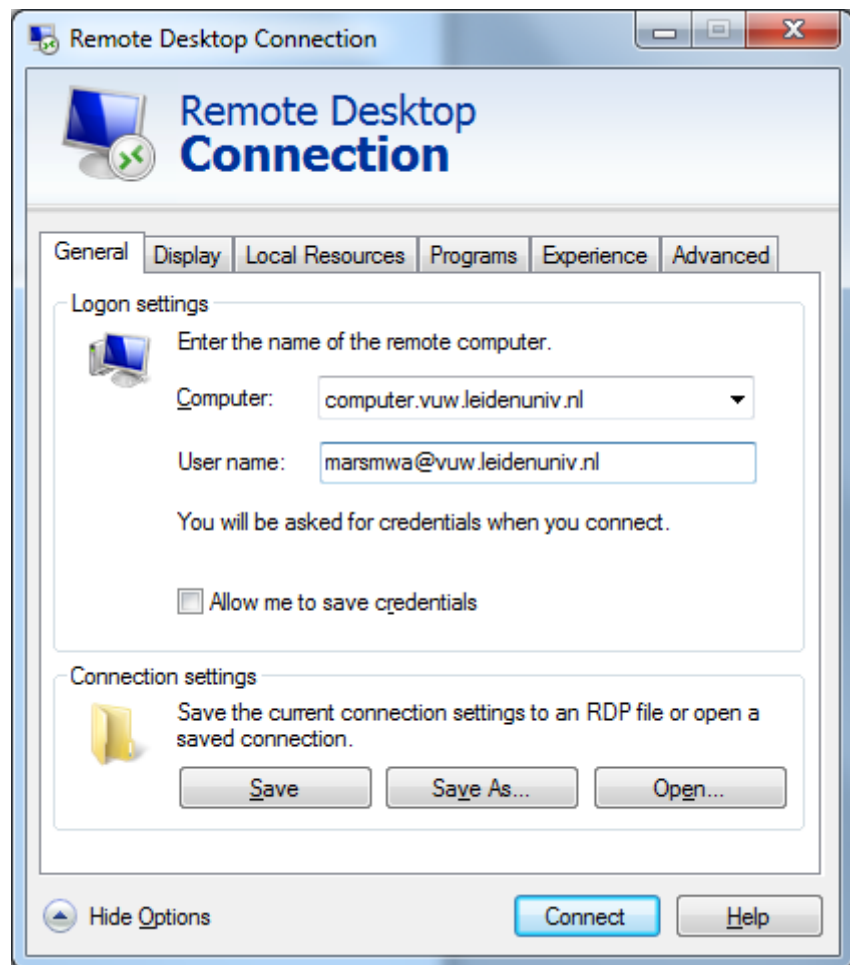 Remote Desktop Connection
Remote Desktop
Connection
General Display Local Resources Programs Experience Advanced
Logon settings
Enter the name of the remote computer.
Computer: computer.vuw.leidenuniv.nl
User name: marsmwa@vuw.leidenuniv.nl
You will be asked for credentials when you connect.
Allow me to save credentials
Connection settings
Save the current connection settings to an RDP file or open a
saved connection.
Save Save As... Open...
Hide Options Connect Help